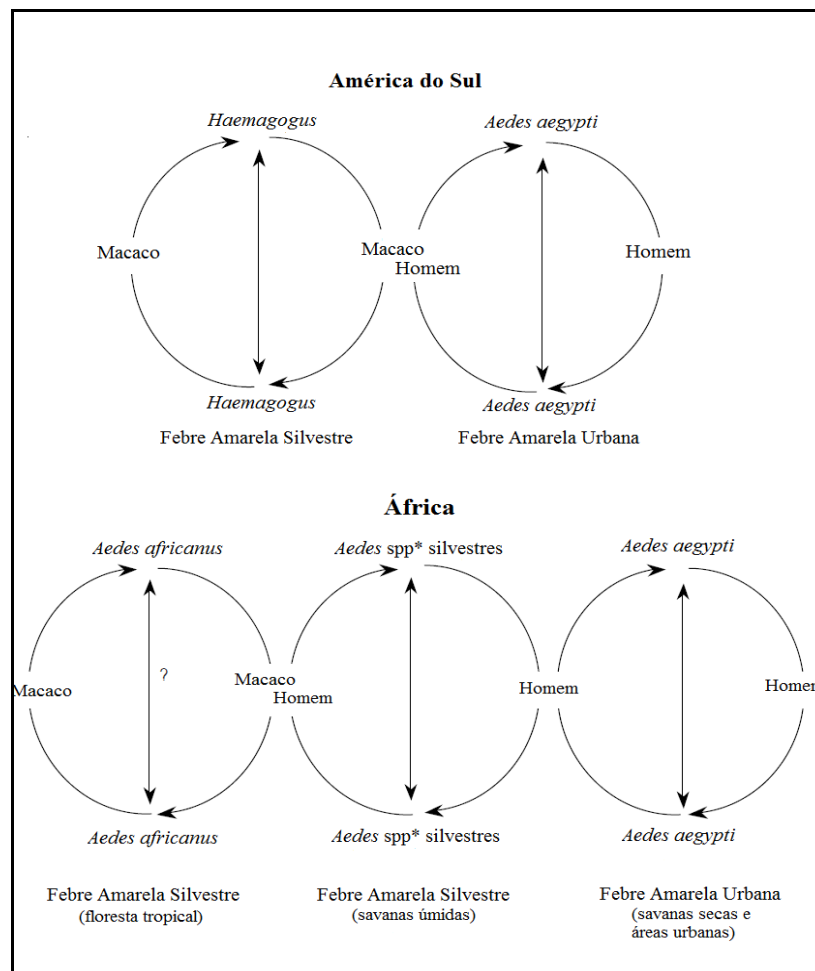 América do Sul
Haemagogus
Aedes aegypti
Macaco
Macaco
Homem
Homem
Haemagogus
Aedes aegypti
Febre Amarela Silvestre
Febre Amarela Urbana
África
Aedes africanus
Aedes spp* silvestres
Aedes aegypti
?
Macaco
Macaco
Homem
Homem
Homem
Aedes africanus
Aedes spp* silvestres
Aedes aegypti
Febre Amarela Silvestre
(floresta tropical)
Febre Amarela Silvestre
(savanas úmidas)
Febre Amarela Urbana
(savanas secas e
áreas urbanas)